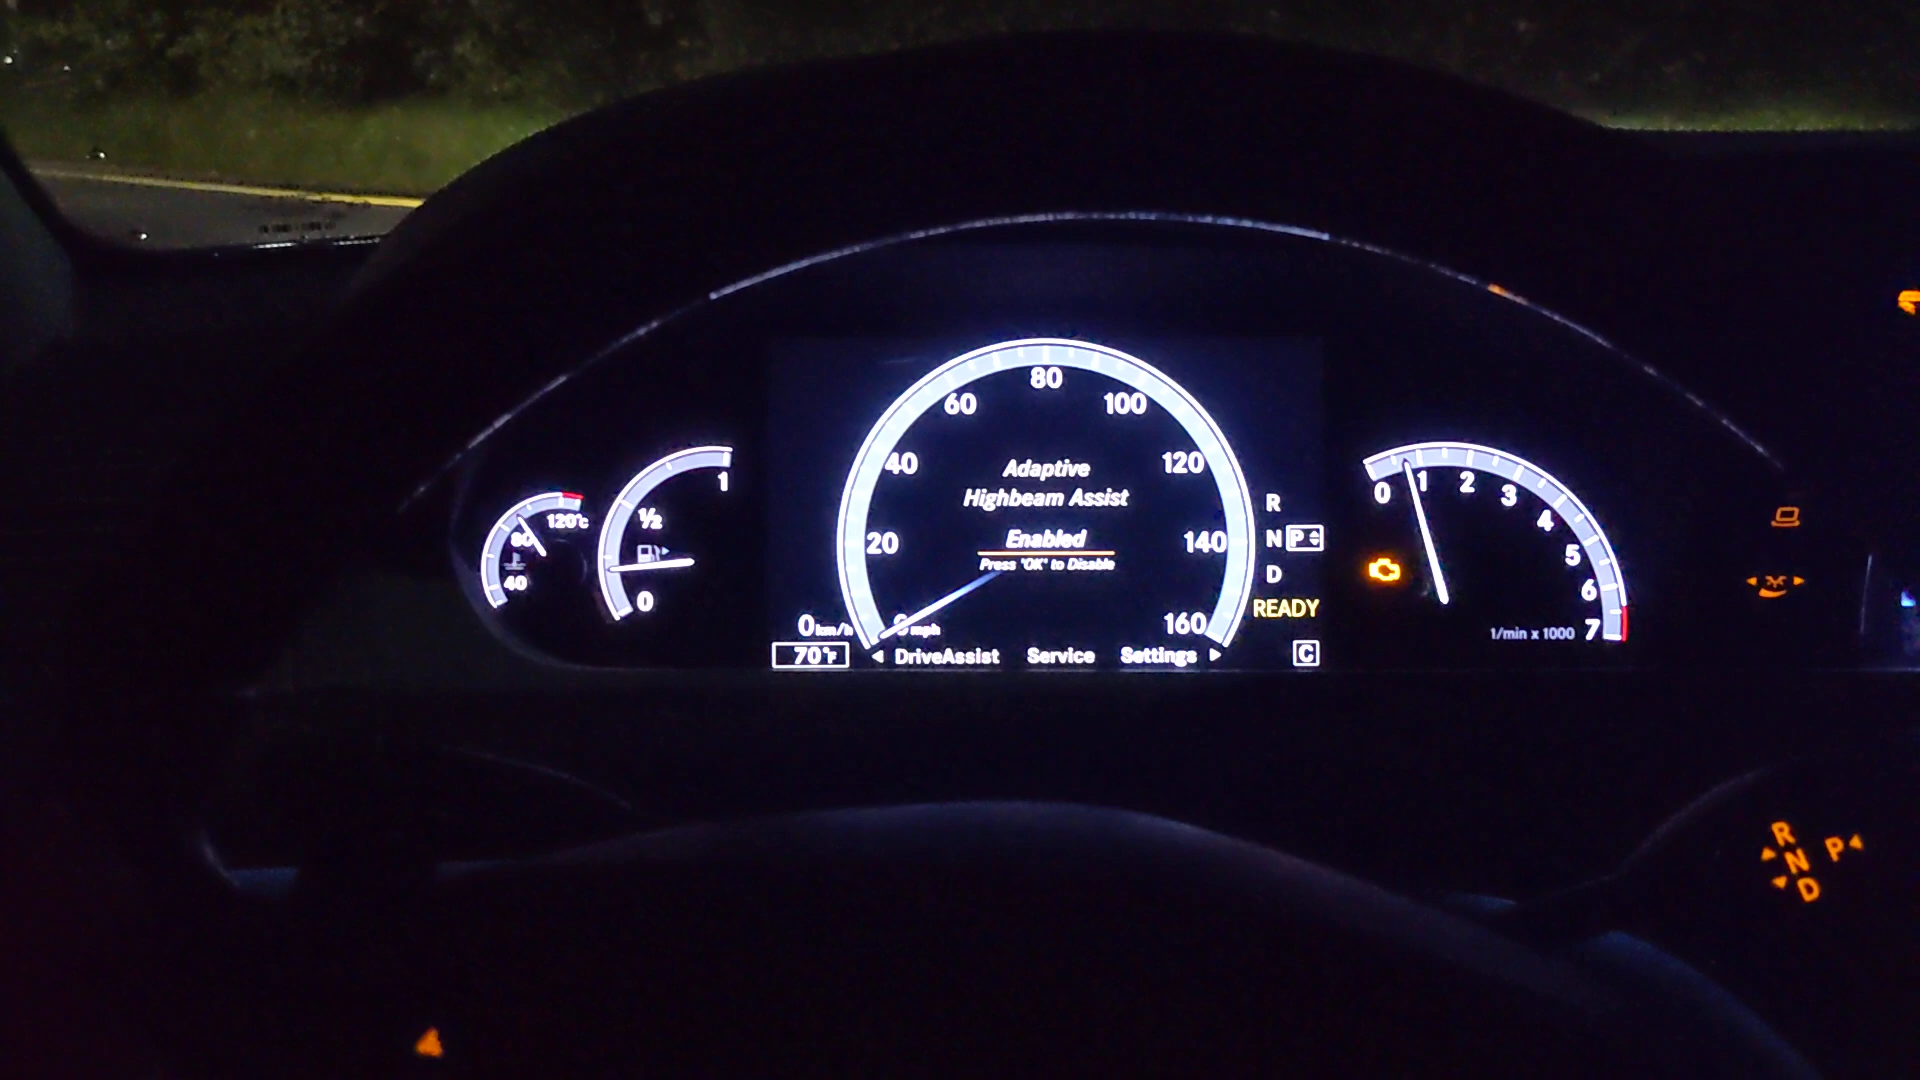 80
60
100
40
120
20
140
160
Adaptive
Highbeam Assist
Enabled
Press "OK" to Disable
120°C
80
40
1
½
0
0 km/h
mph
70°F
DriveAssist Service Settings
R
N P
D
READY
C
0 1 2 3 4 5 6 7
1/min x 1000
R
N P
D